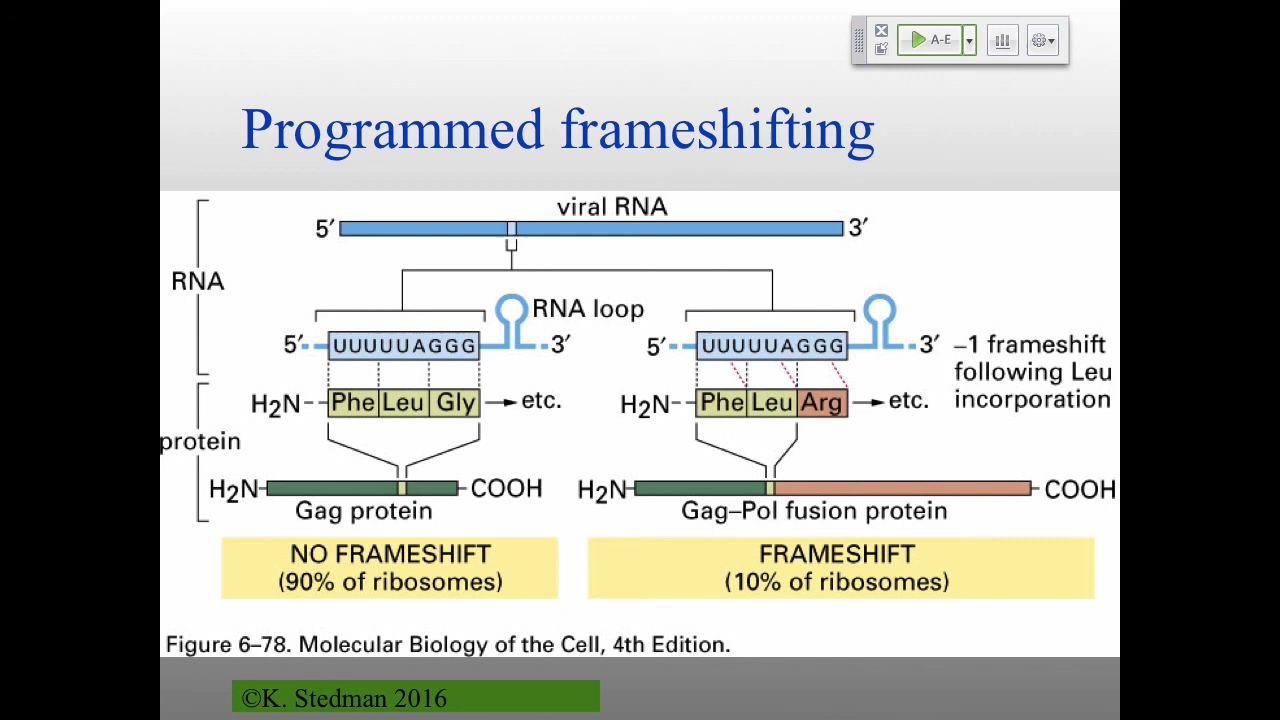 A-E
Programmed frameshifting
viral RNA
5′ 3′
RNA
RNA loop
5′ UUUUUAGGG 3′
5′ UUUUUAGGG 3′
–1 frameshift
following Leu
incorporation
H₂N Phe Leu Gly etc.
H₂N Phe Leu Arg etc.
protein
H₂N COOH
Gag protein
H₂N COOH
Gag–Pol fusion protein
NO FRAMESHIFT
(90% of ribosomes)
FRAMESHIFT
(10% of ribosomes)
Figure 6–78. Molecular Biology of the Cell, 4th Edition.
©K. Stedman 2016